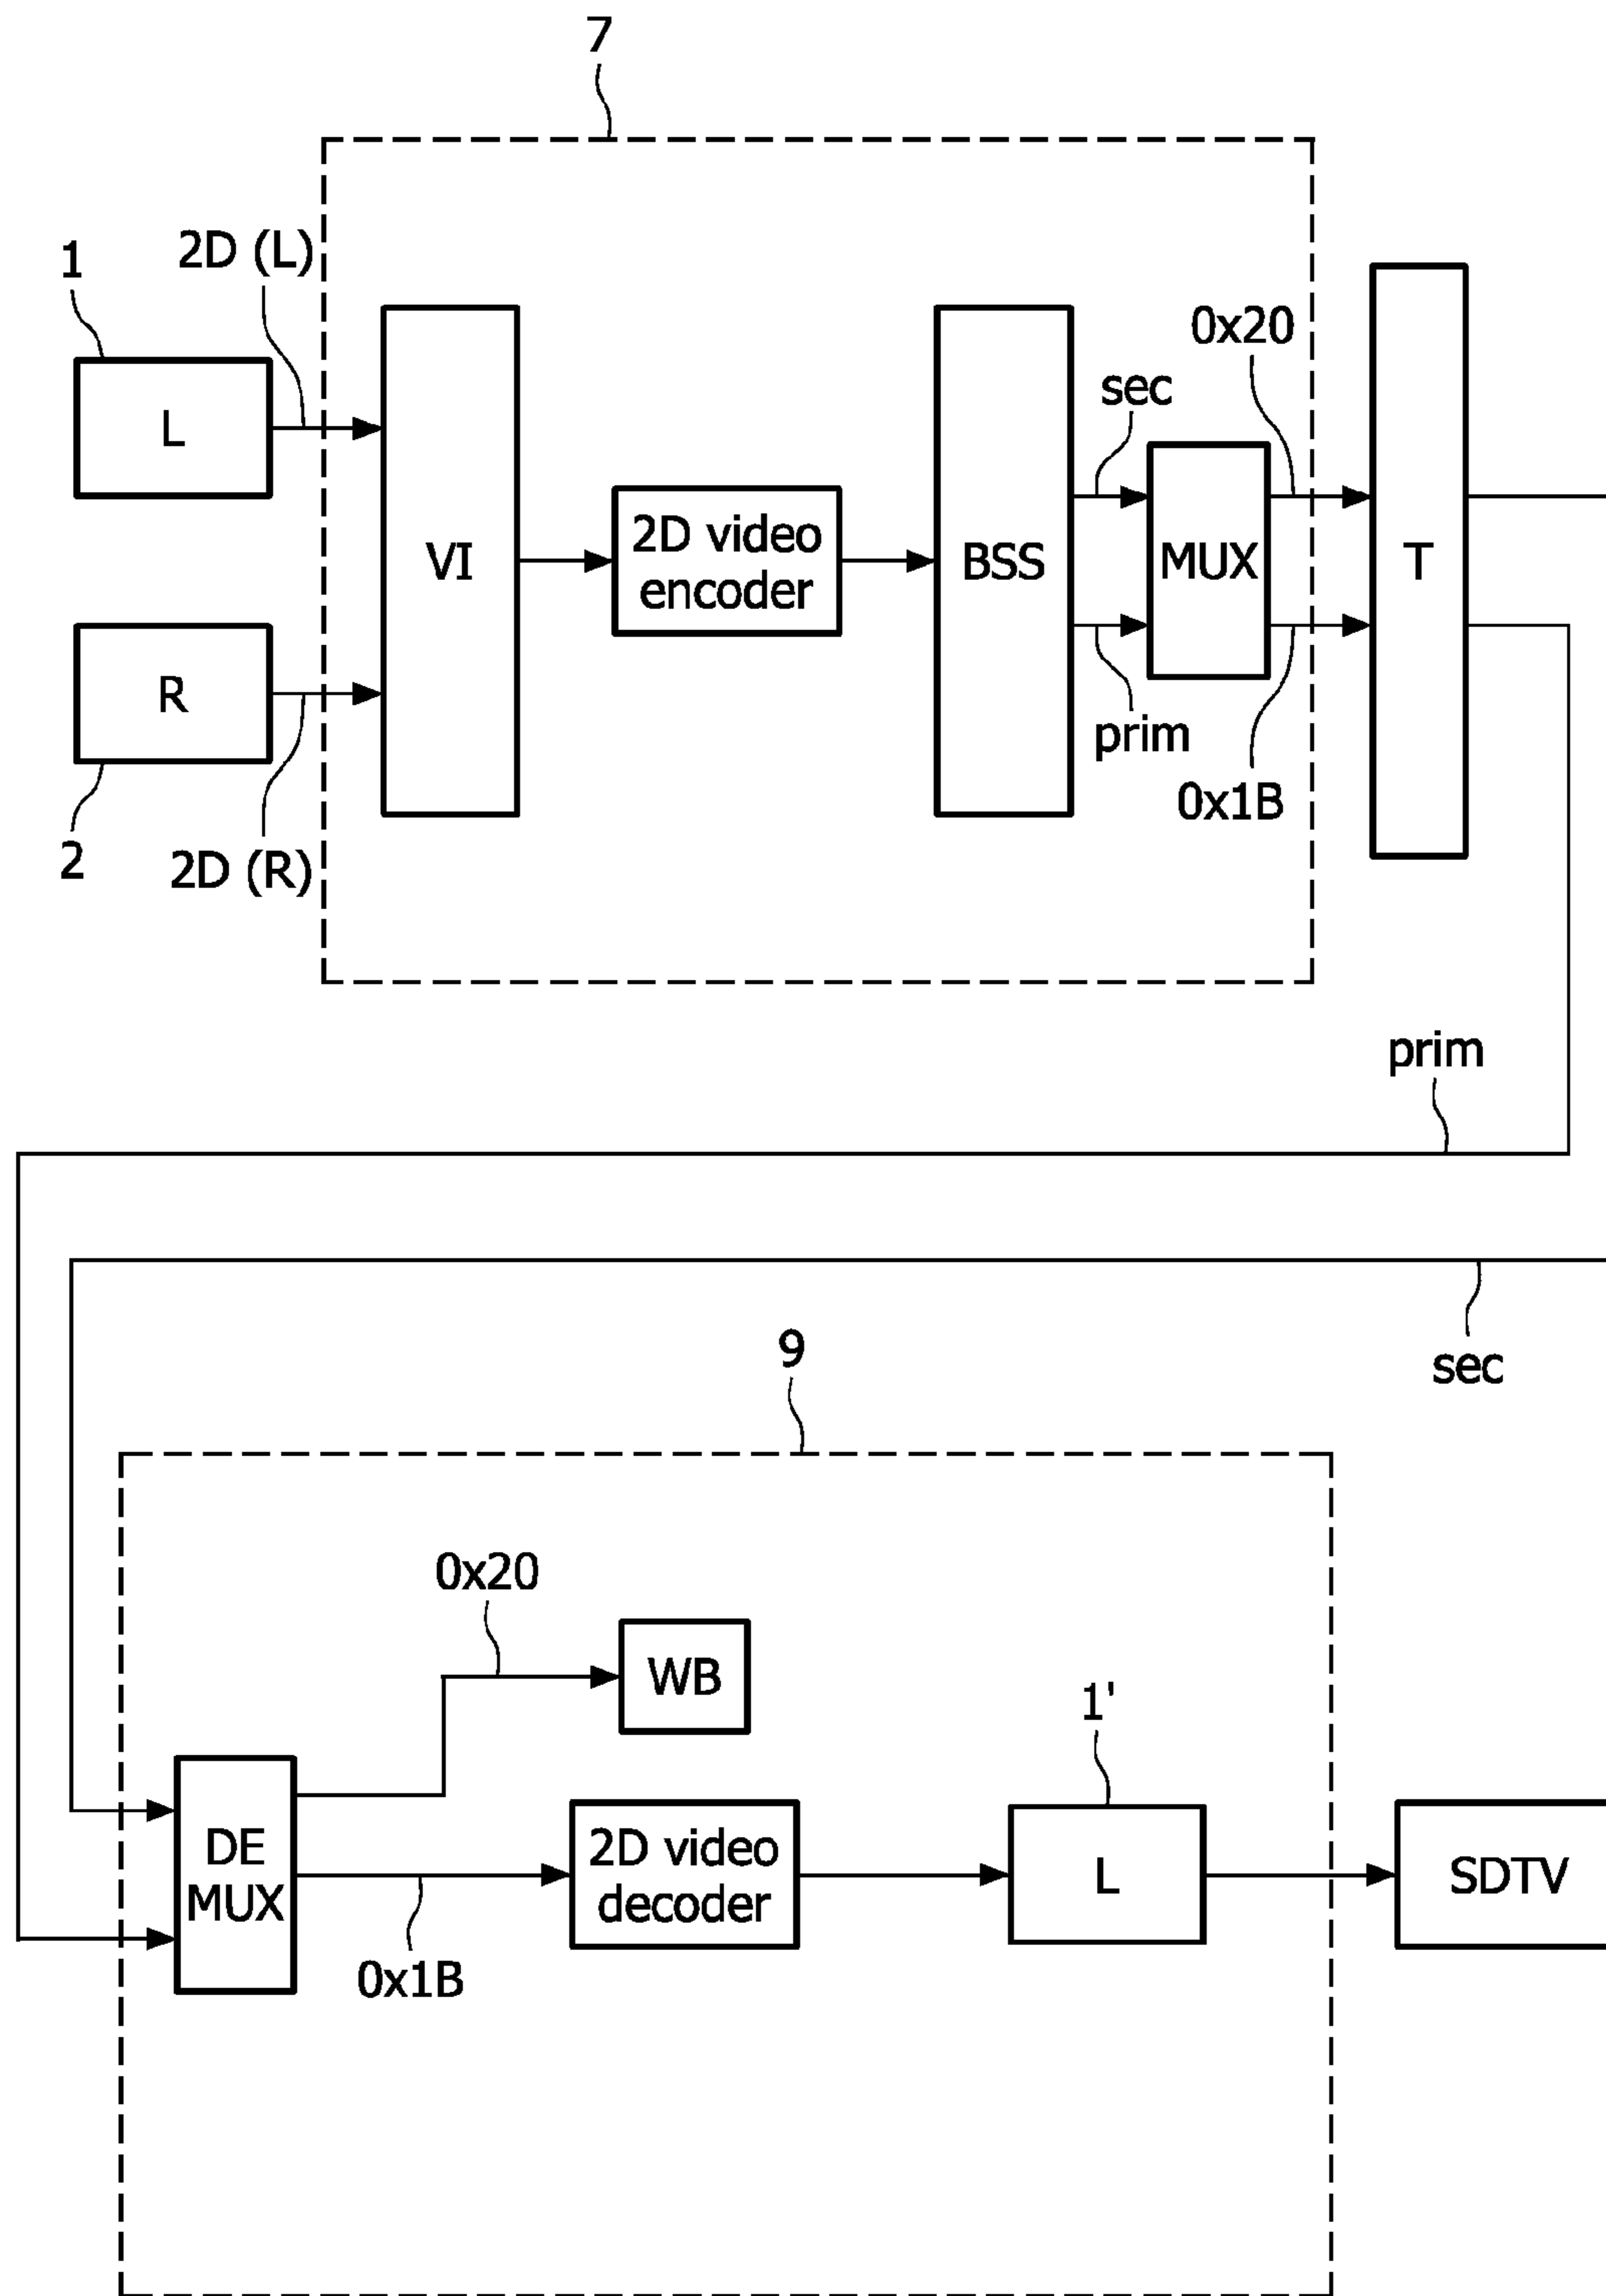 7
2D (L)
1
L
R
2
2D (R)
VI
2D video
encoder
BSS
sec
prim
MUX
0x20
0x1B
T
prim
sec
9
0x20
WB
1'
DE
MUX
0x1B
2D video
decoder
L
SDTV